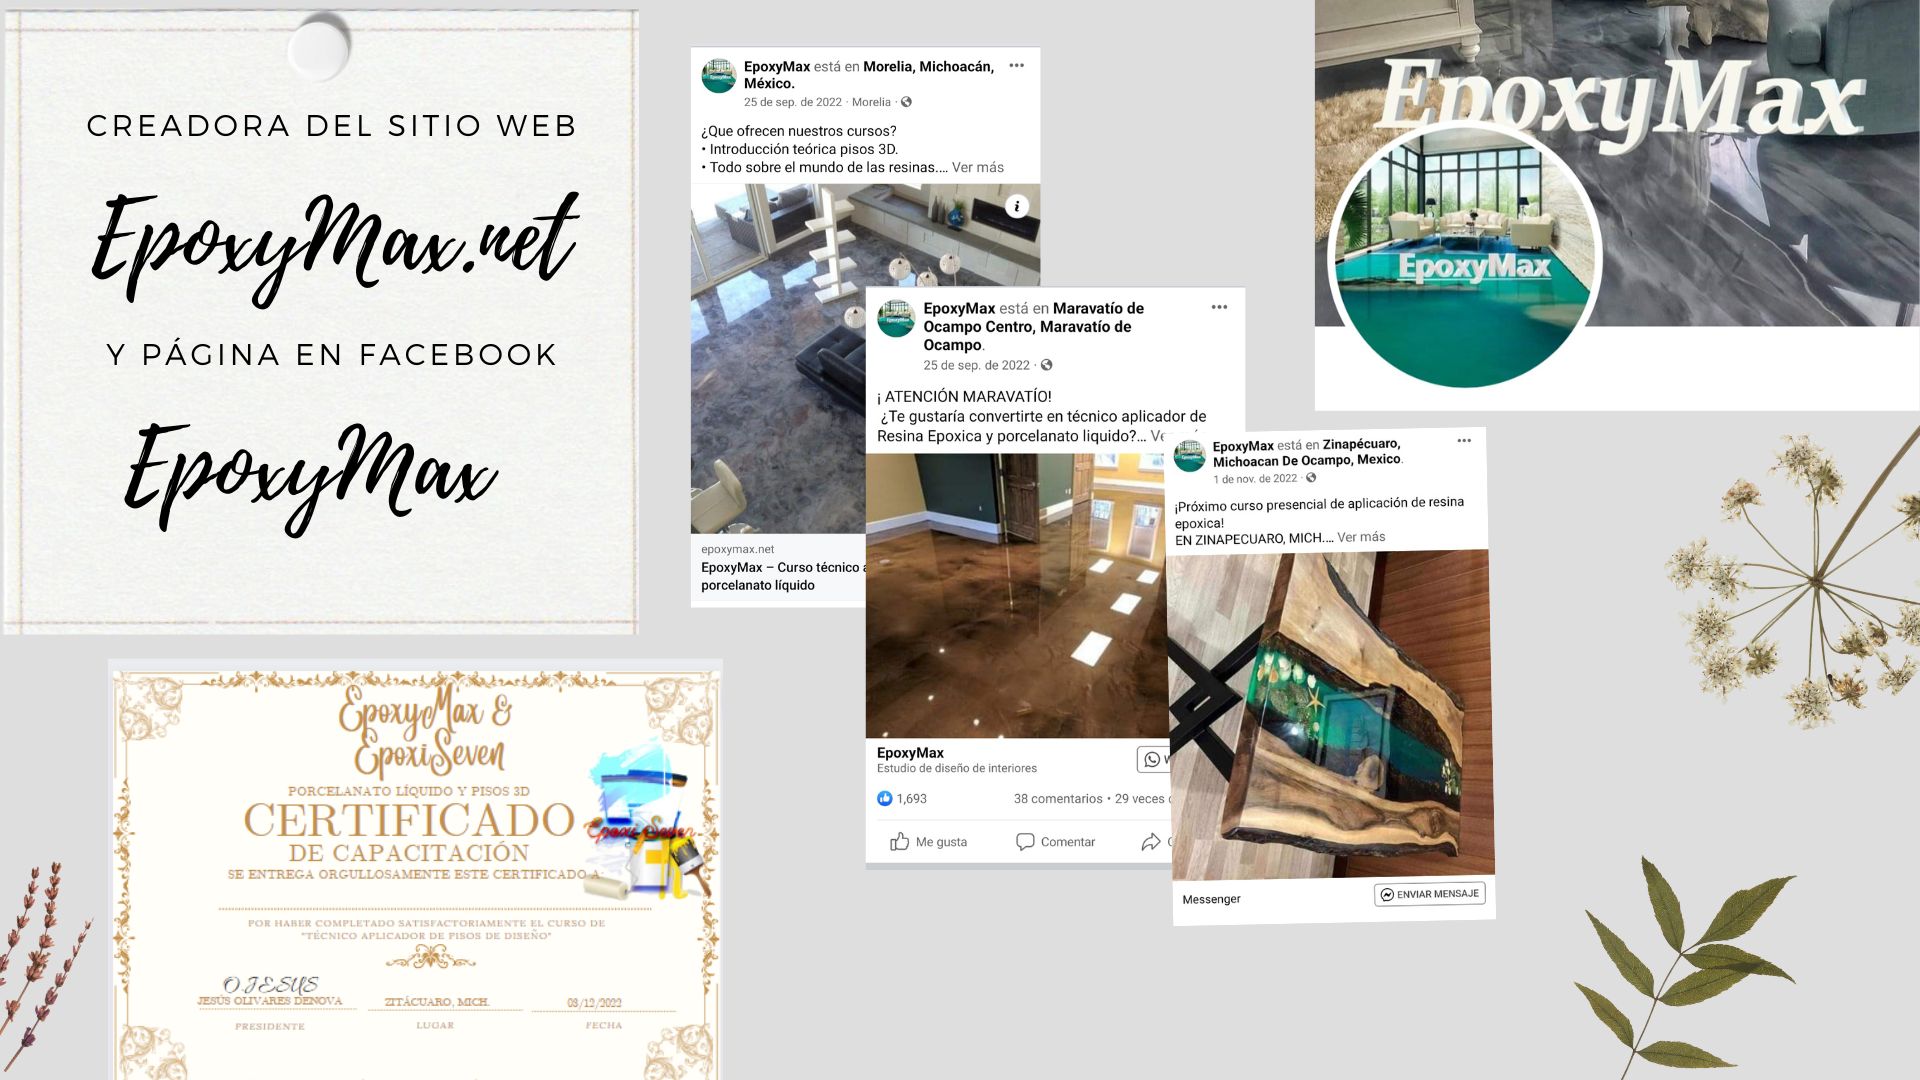 CREADORA DEL SITIO WEB
EpoxyMax.net
Y PÁGINA EN FACEBOOK
EpoxyMax
EpoxyMax está en Morelia, Michoacán,
México.
25 de sep. de 2022 · Morelia ·
¿Que ofrecen nuestros cursos?
• Introducción teórica pisos 3D.
• Todo sobre el mundo de las resinas.... Ver más
epoxymax.net
EpoxyMax – Curso técnico
porcelanato líquido
EpoxyMax está en Maravatío de
Ocampo Centro, Maravatío de
Ocampo.
25 de sep. de 2022 ·
¡ ATENCIÓN MARAVATÍO!
¿Te gustaría convertirte en técnico aplicador de
Resina Epoxica y porcelanato liquido?...
EpoxyMax
Estudio de diseño de interiores
1,693
38 comentarios • 29 veces
Me gusta
Comentar
EpoxyMax está en Zinapécuaro,
Michoacan De Ocampo, Mexico.
1 de nov. de 2022 ·
¡Próximo curso presencial de aplicación de resina
epoxica!
EN ZINAPECUARO, MICH.... Ver más
Messenger
ENVIAR MENSAJE
EpoxyMax
EpoxyMax
EpoxyMax &
EpoxiSeven
PORCELANATO LÍQUIDO Y PISOS 3D
CERTIFICADO
DE CAPACITACIÓN
SE ENTREGA ORGULLOSAMENTE ESTE CERTIFICADO A:
Epoxi Seven
POR HABER COMPLETADO SATISFACTORIAMENTE EL CURSO DE
"TÉCNICO APLICADOR DE PISOS DE DISEÑO"
O.JESUS
JESÚS OLIVARES DENOVA
ZITÁCUARO, MICH.
03/12/2022
PRESIDENTE
LUGAR
FECHA